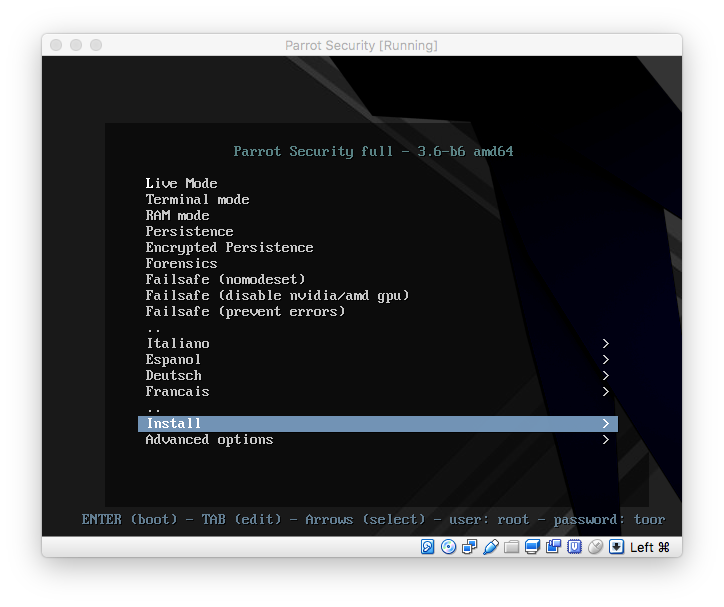 Parrot Security [Running]
Parrot Security full - 3.6-b6 amd64
Live Mode
Terminal mode
RAM mode
Persistence
Encrypted Persistence
Forensics
Failsafe (nomodeset)
Failsafe (disable nvidia/amd gpu)
Failsafe (prevent errors)
..
Italiano >
Espanol >
Deutsch >
Francais >
..
Install >
Advanced options >
ENTER (boot) - TAB (edit) - Arrows (select) - user: root - password: toor
Left ⌘